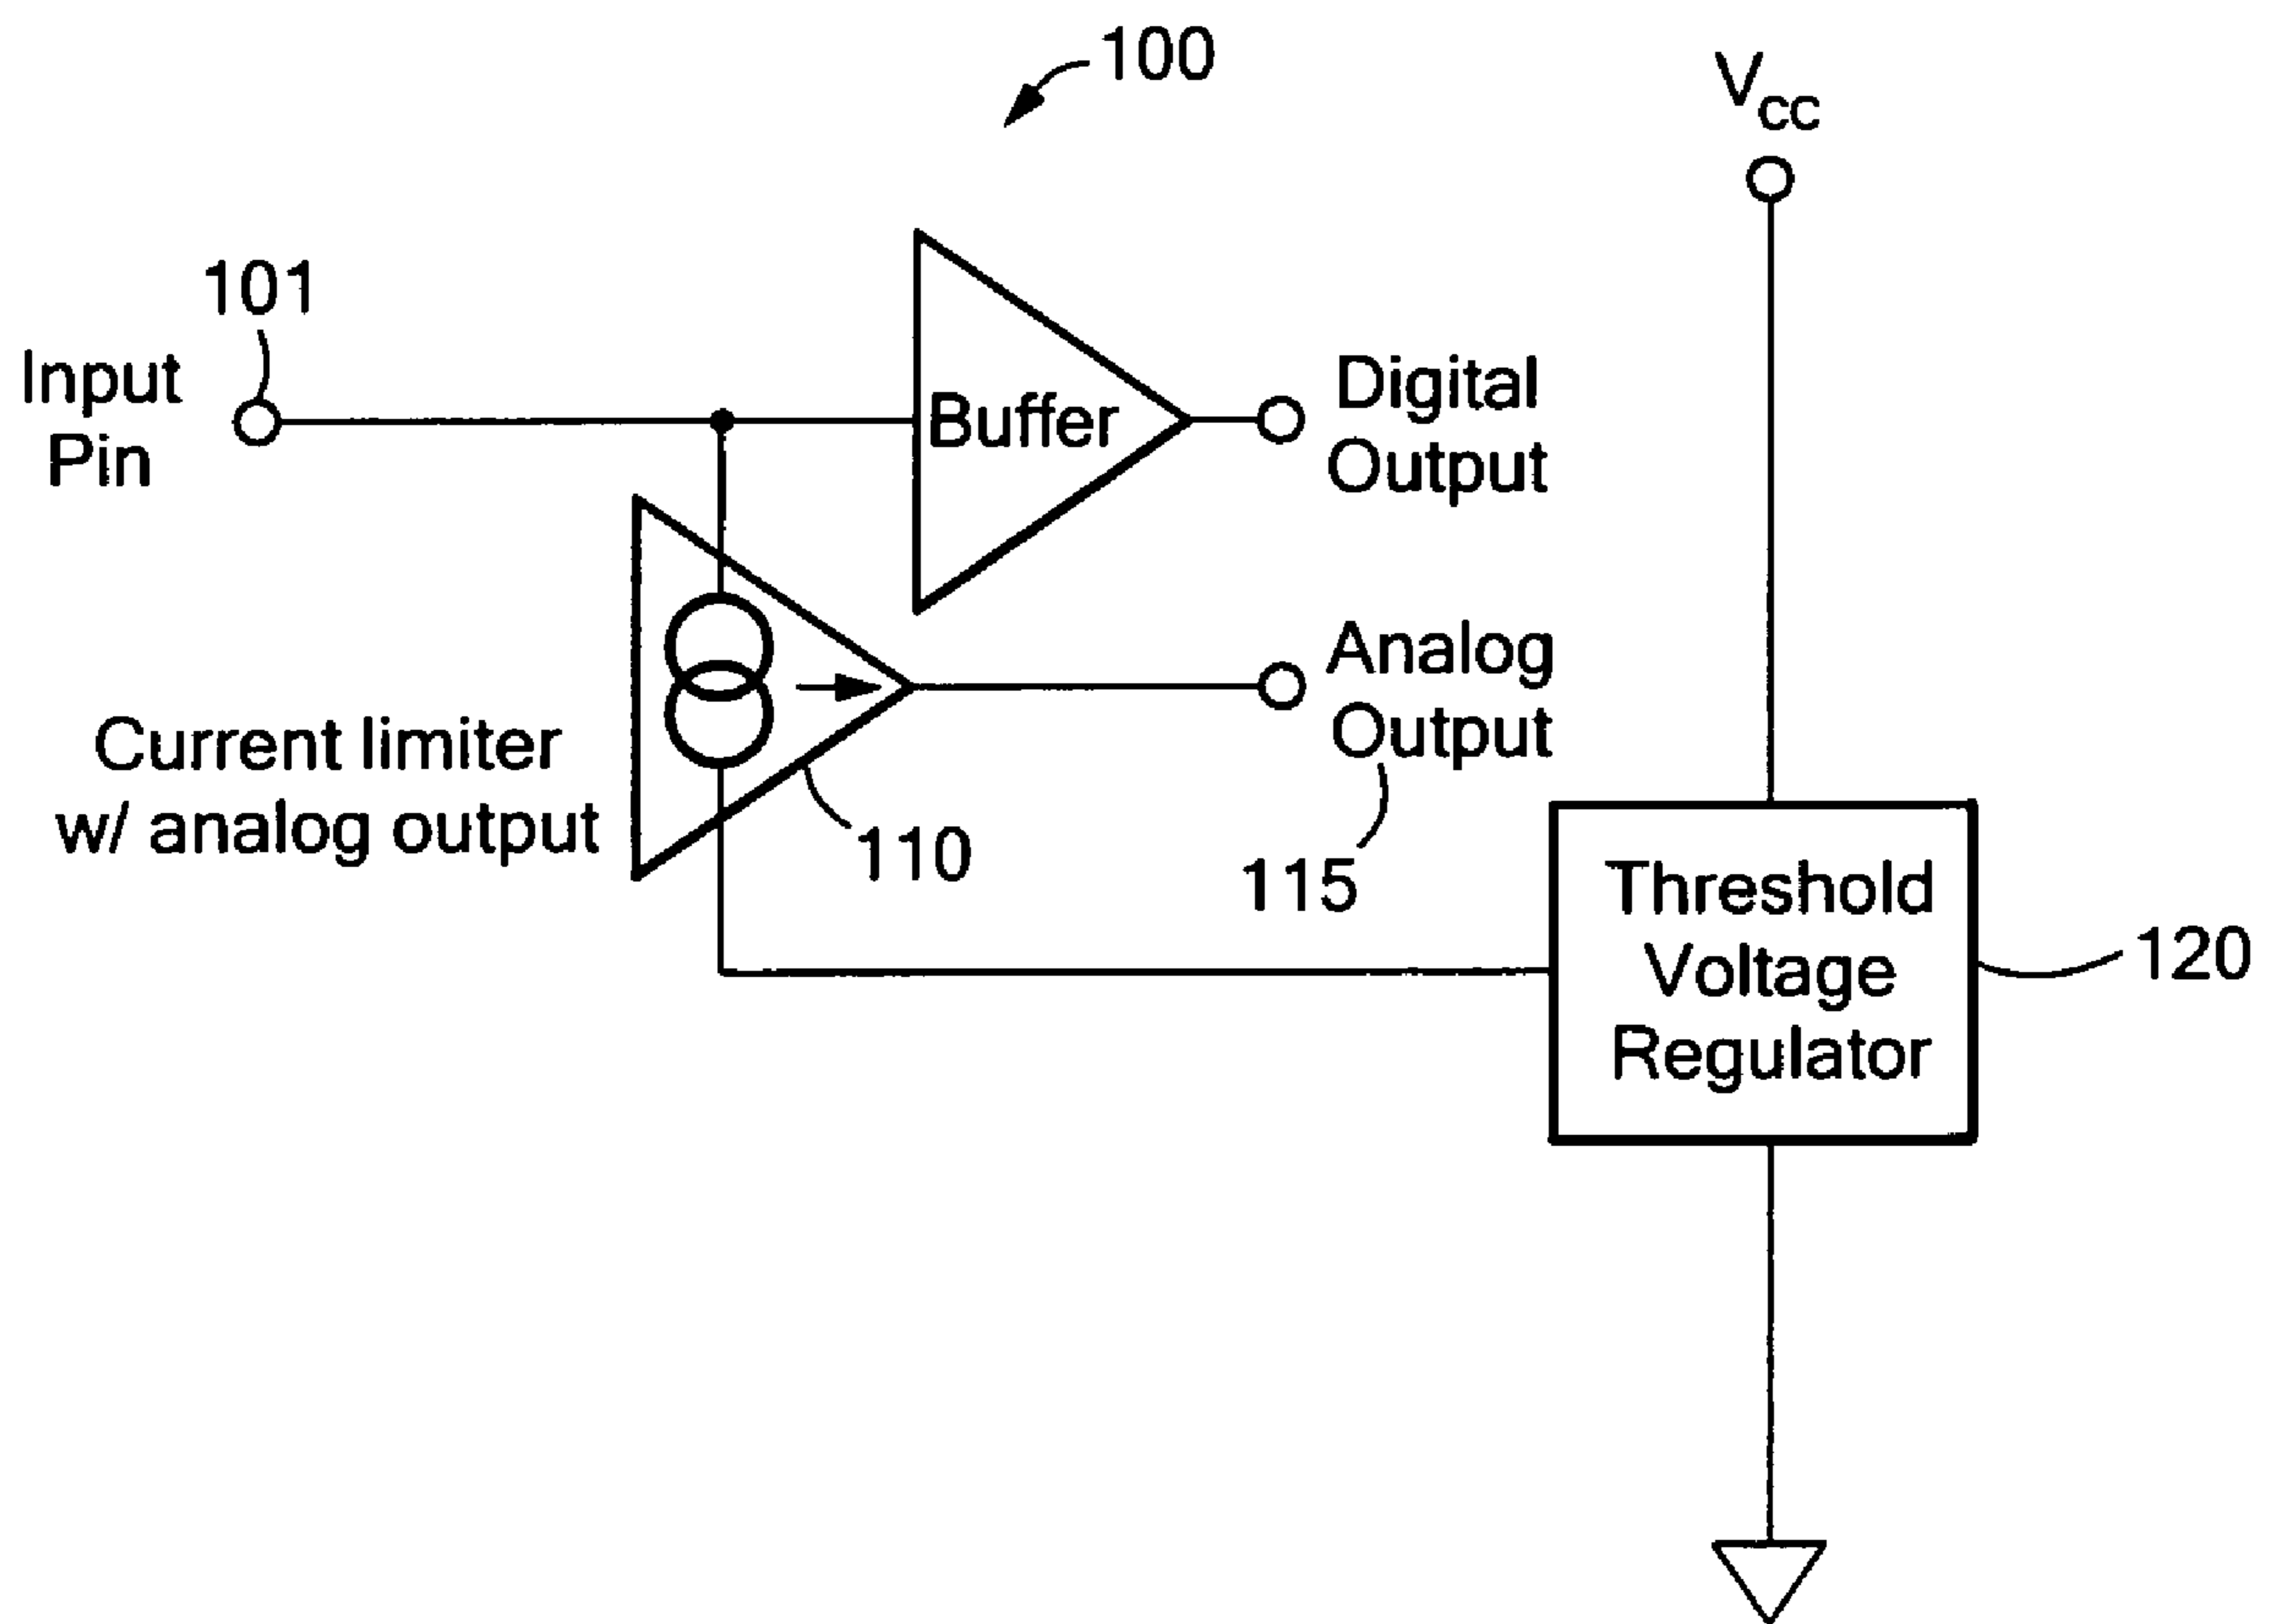 100
V_CC
101
Input
Pin
Buffer
Digital
Output
Analog
Output
Current limiter
w/ analog output
110
115
Threshold
Voltage
Regulator
120